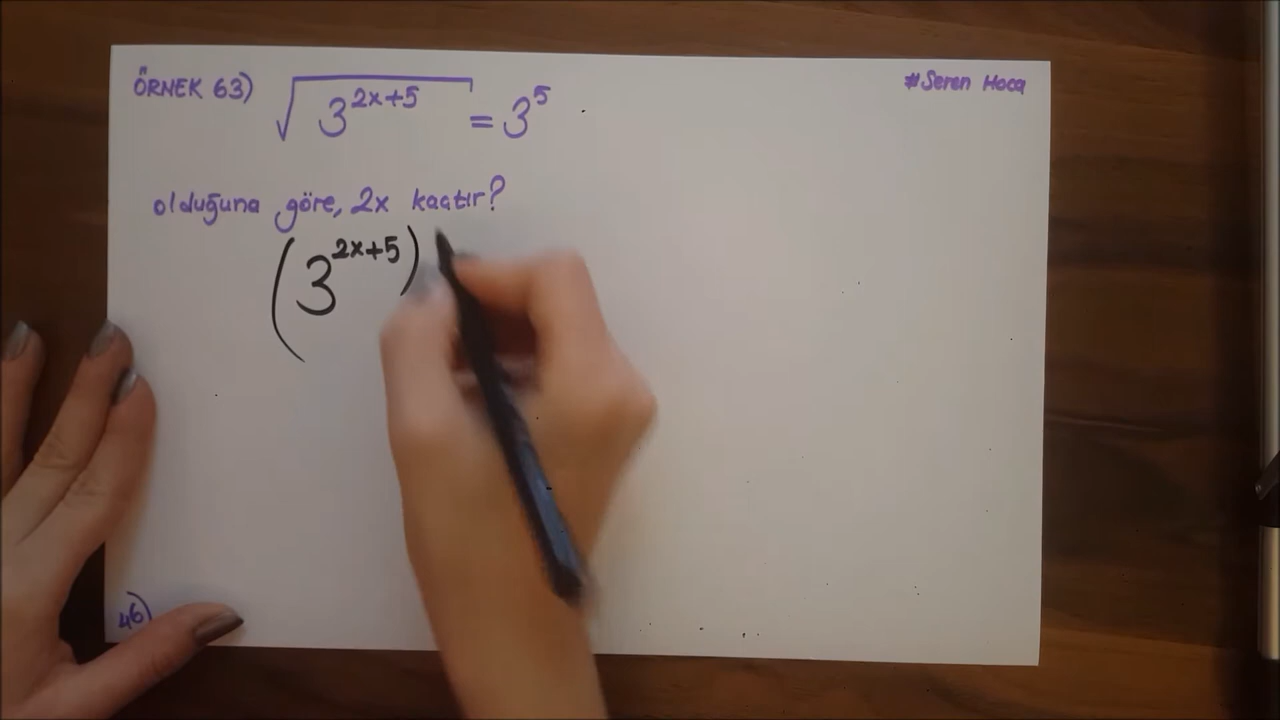 ÖRNEK 63) √3^(2x+5) = 3^5
#Seren Hoca
olduğuna göre, 2x kaçtır?
(3^(2x+5))
46)